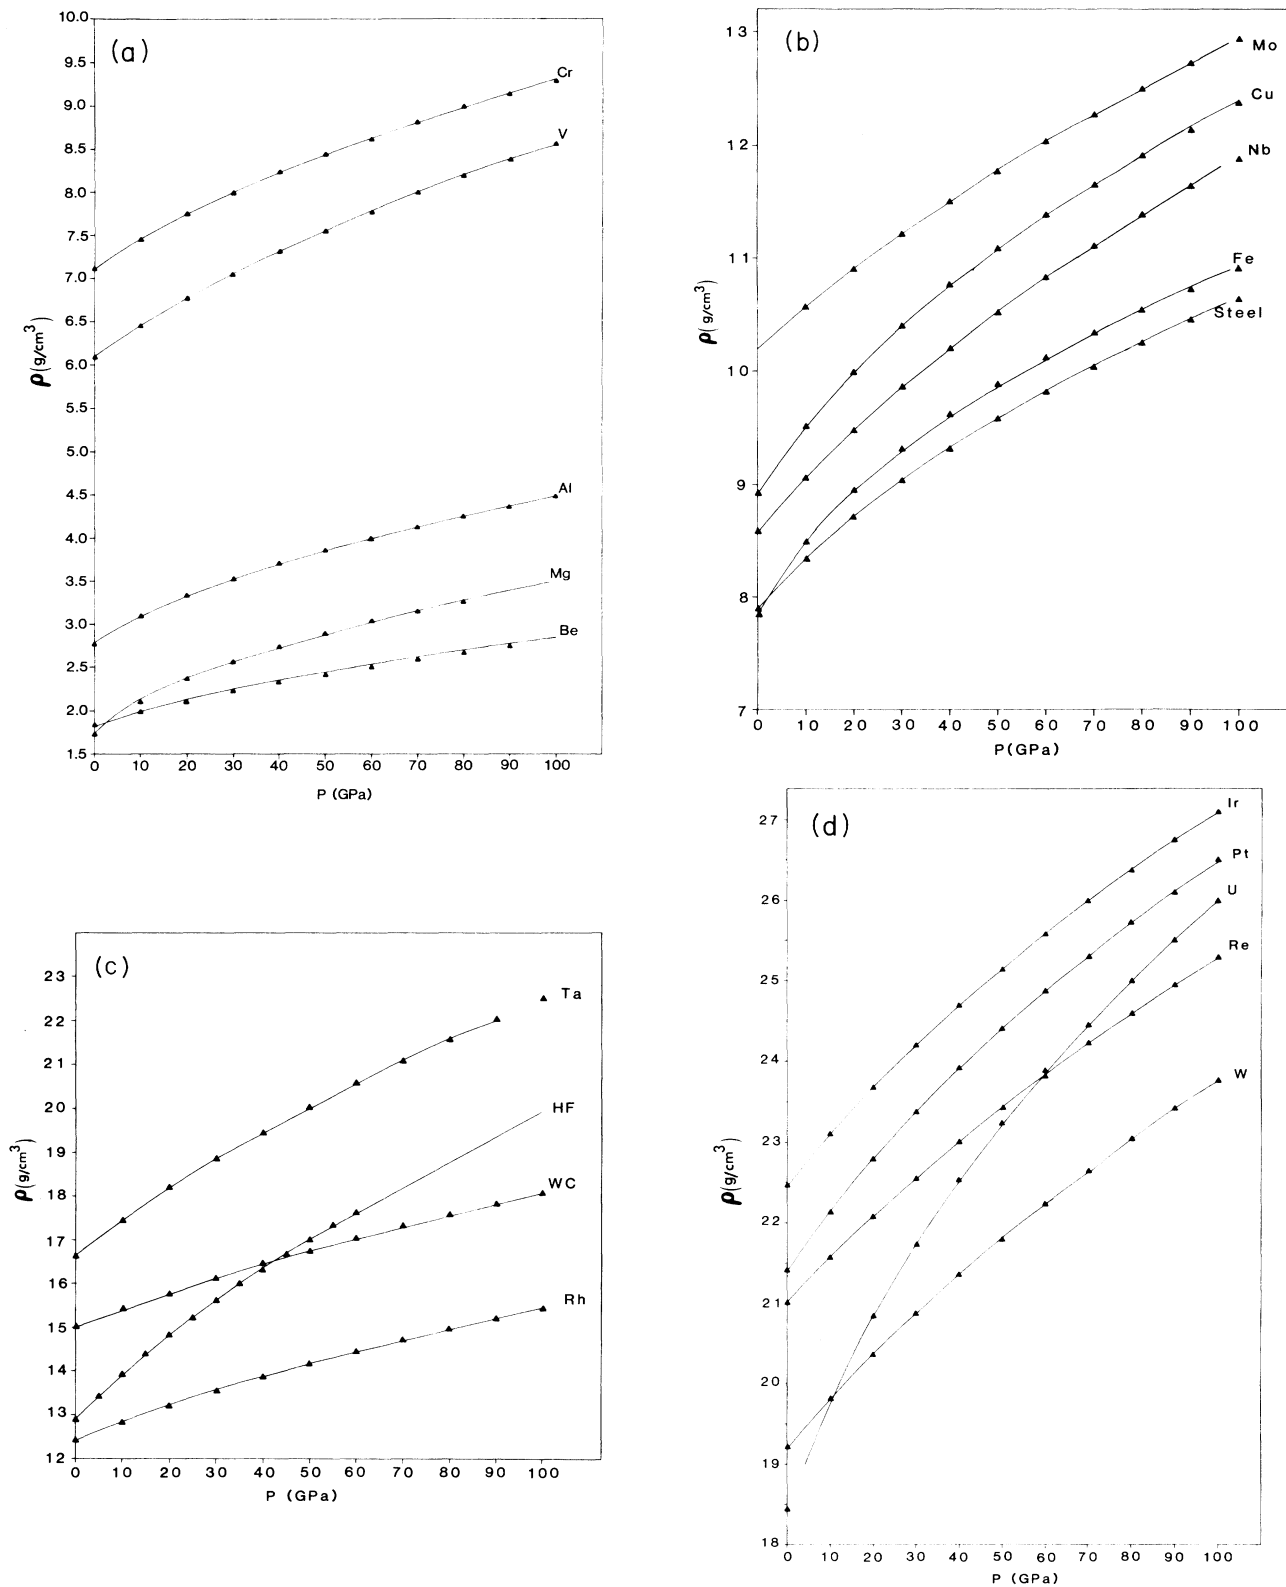 (a)
10.0
9.5
9.0
8.5
8.0
7.5
7.0
6.5
6.0
5.5
5.0
4.5
4.0
3.5
3.0
2.5
2.0
1.5
ρ(g/cm³)
Cr
V
Al
Mg
Be
0 10 20 30 40 50 60 70 80 90 100
P (GPa)
(b)
13
12
11
10
9
8
7
ρ(g/cm³)
Mo
Cu
Nb
Fe
Steel
0 10 20 30 40 50 60 70 80 90 100
P(GPa)
(c)
23
22
21
20
19
18
17
16
15
14
13
12
ρ(g/cm³)
Ta
HF
WC
Rh
0 10 20 30 40 50 60 70 80 90 100
P (GPa)
(d)
27
26
25
24
23
22
21
20
19
18
ρ(g/cm³)
Ir
Pt
U
Re
W
0 10 20 30 40 50 60 70 80 90 100
P (GPa)